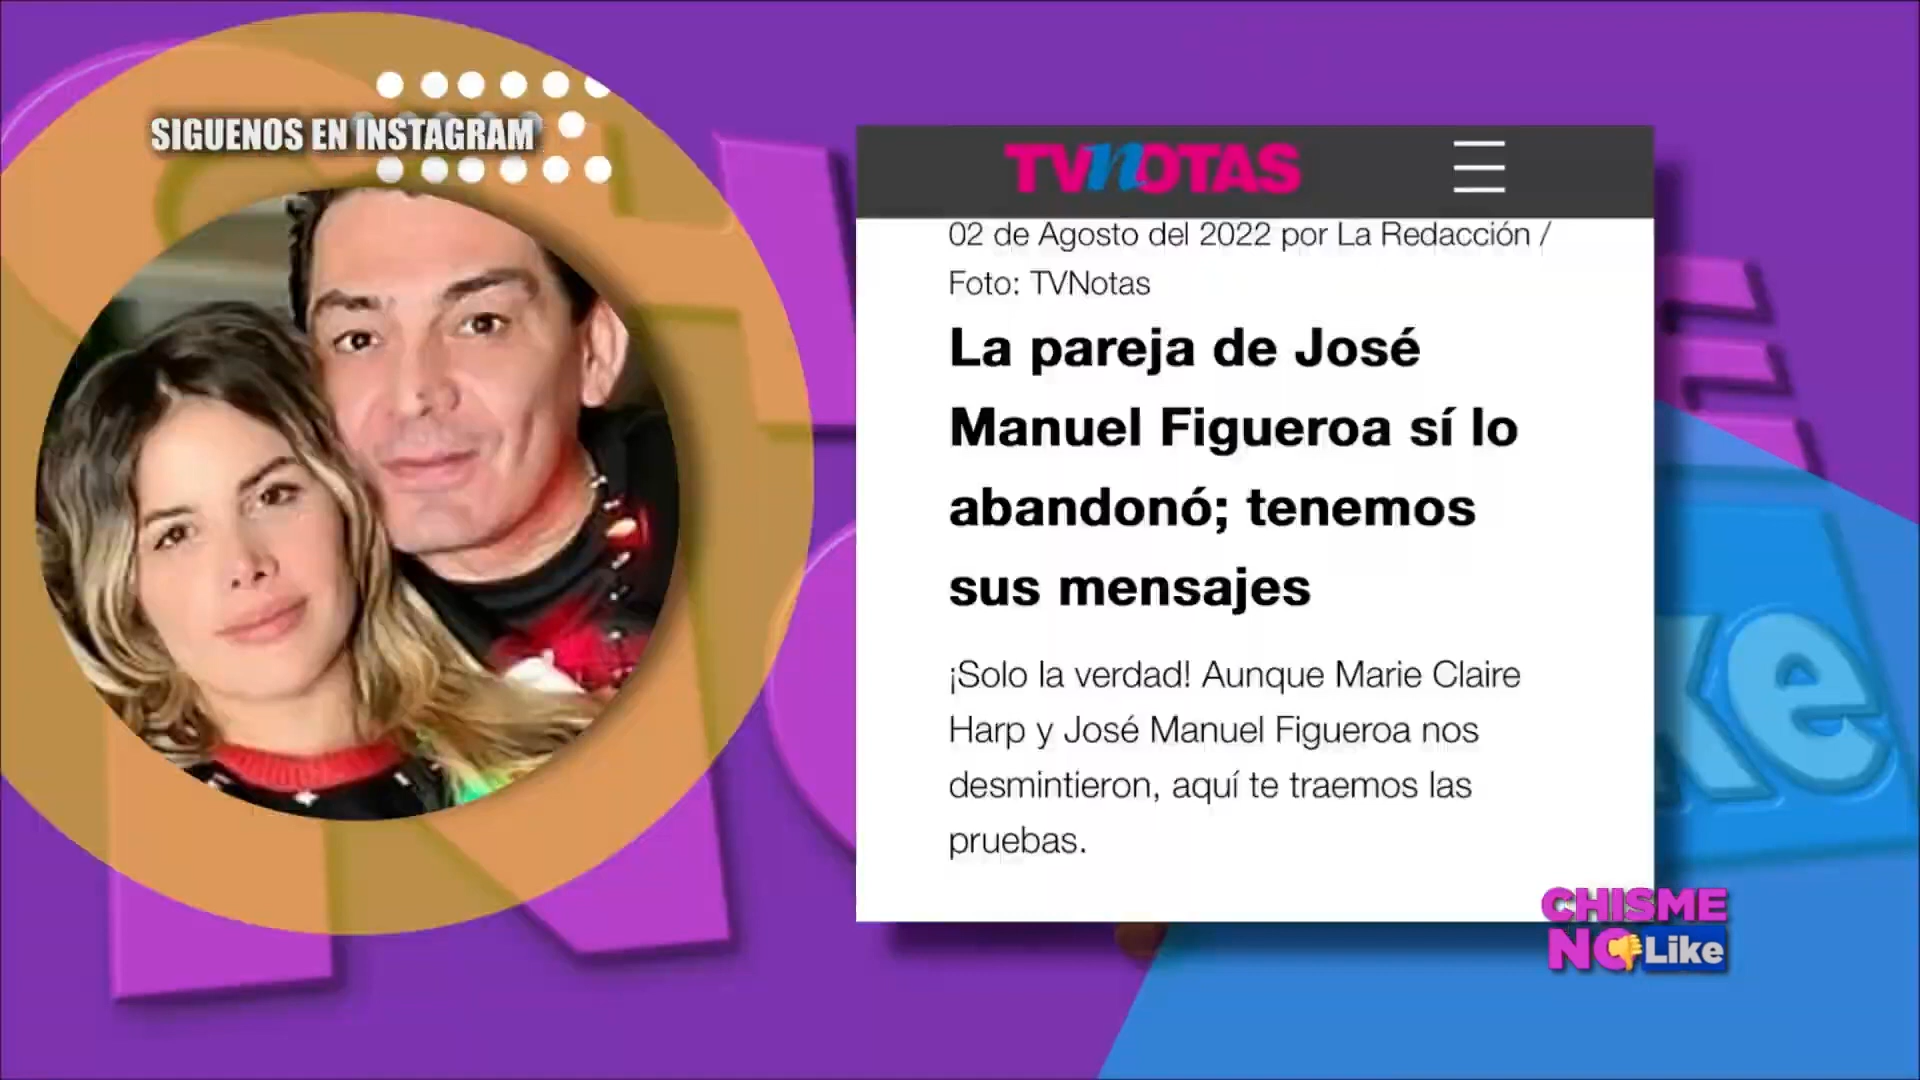 SIGUENOS EN INSTAGRAM
TVnOTAS
02 de Agosto del 2022 por La Redacción /
Foto: TVNotas
La pareja de José
Manuel Figueroa sí lo
abandonó; tenemos
sus mensajes
¡Solo la verdad! Aunque Marie Claire
Harp y José Manuel Figueroa nos
desmintieron, aquí te traemos las
pruebas.
CHISME
NO Like